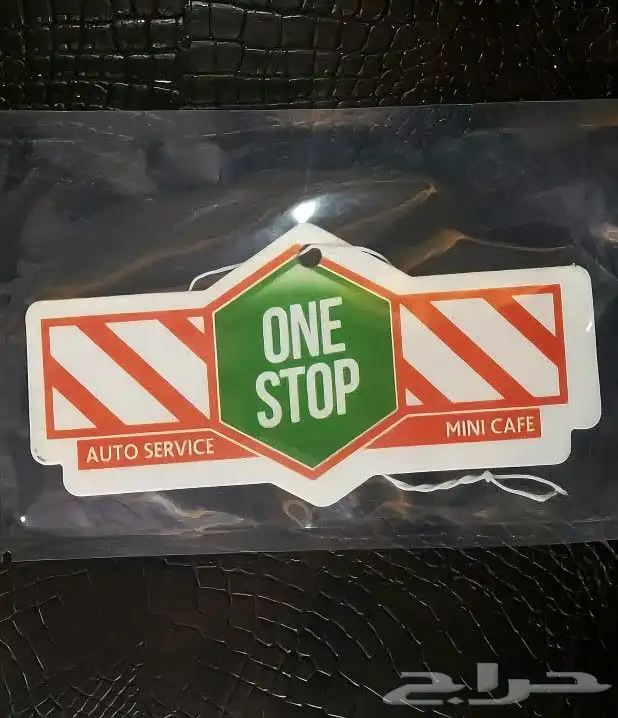 ONE
STOP
AUTO SERVICE
MINI CAFE
حراج